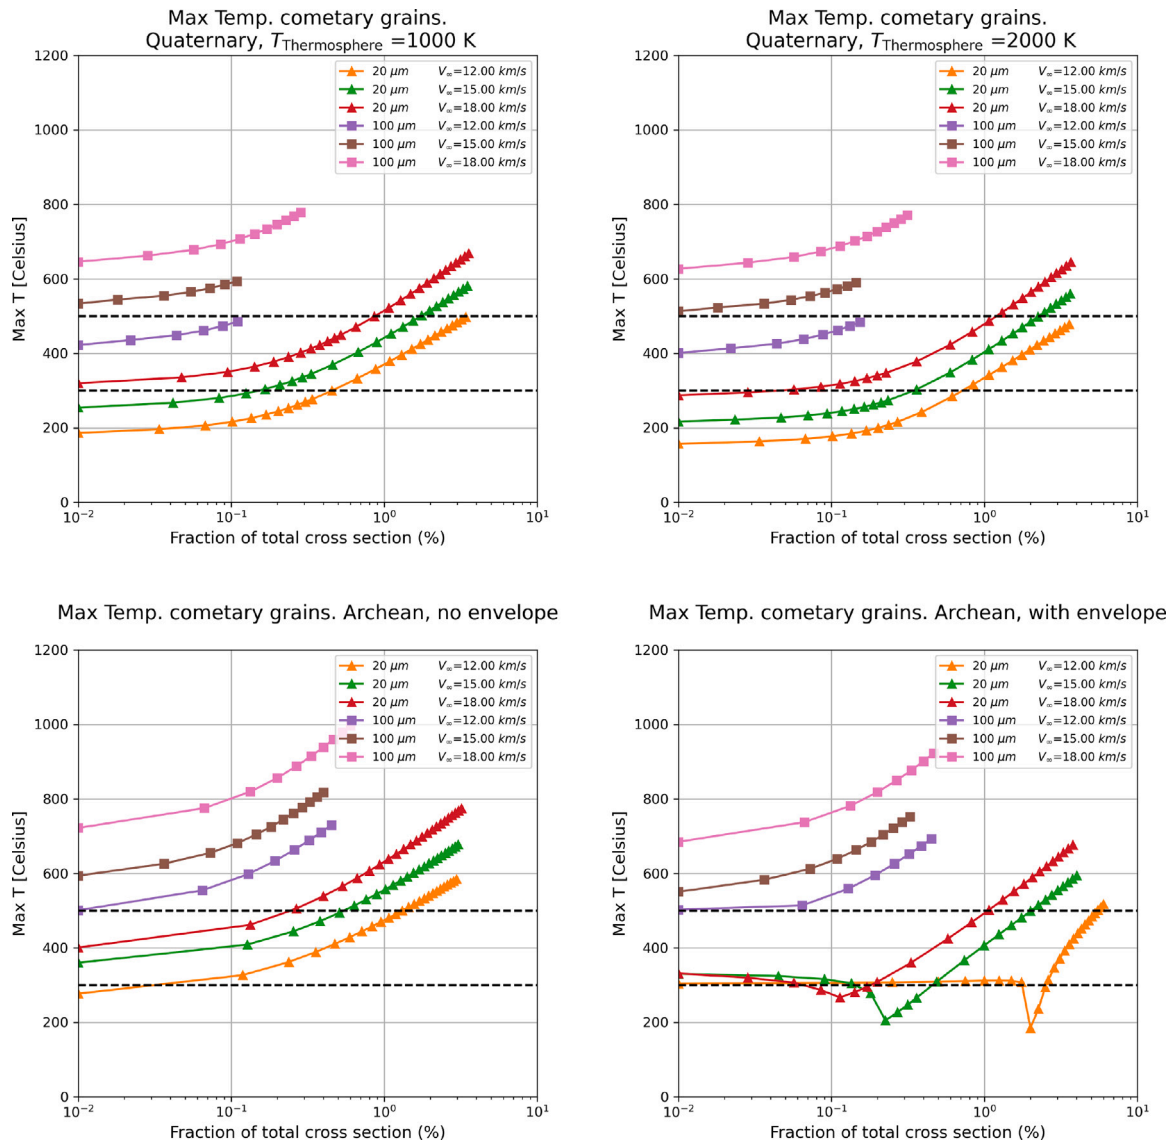 Max Temp. cometary grains.
Quaternary, T_Thermosphere =1000 K
1200
1000
800
600
400
200
0
Max T [Celsius]
20 μm V∞=12.00 km/s
20 μm V∞=15.00 km/s
20 μm V∞=18.00 km/s
100 μm V∞=12.00 km/s
100 μm V∞=15.00 km/s
100 μm V∞=18.00 km/s
10⁻² 10⁻¹ 10⁰ 10¹
Fraction of total cross section (%)
Max Temp. cometary grains.
Quaternary, T_Thermosphere =2000 K
1200
1000
800
600
400
200
0
Max T [Celsius]
20 μm V∞=12.00 km/s
20 μm V∞=15.00 km/s
20 μm V∞=18.00 km/s
100 μm V∞=12.00 km/s
100 μm V∞=15.00 km/s
100 μm V∞=18.00 km/s
10⁻² 10⁻¹ 10⁰ 10¹
Fraction of total cross section (%)
Max Temp. cometary grains. Archean, no envelope
1200
1000
800
600
400
200
0
Max T [Celsius]
20 μm V∞=12.00 km/s
20 μm V∞=15.00 km/s
20 μm V∞=18.00 km/s
100 μm V∞=12.00 km/s
100 μm V∞=15.00 km/s
100 μm V∞=18.00 km/s
10⁻² 10⁻¹ 10⁰ 10¹
Fraction of total cross section (%)
Max Temp. cometary grains. Archean, with envelope
1200
1000
800
600
400
200
0
Max T [Celsius]
20 μm V∞=12.00 km/s
20 μm V∞=15.00 km/s
20 μm V∞=18.00 km/s
100 μm V∞=12.00 km/s
100 μm V∞=15.00 km/s
100 μm V∞=18.00 km/s
10⁻² 10⁻¹ 10⁰ 10¹
Fraction of total cross section (%)